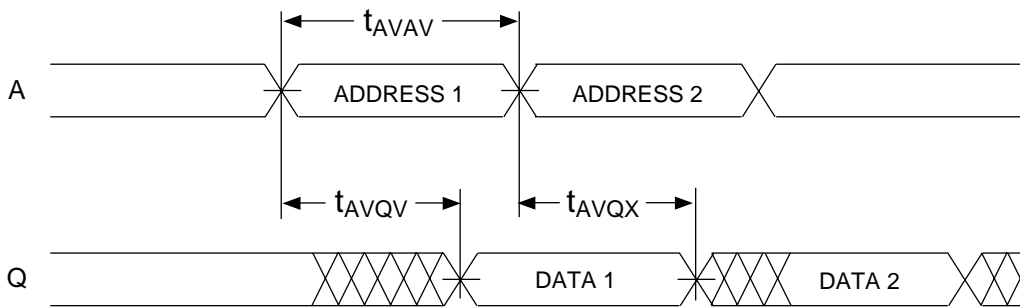 tAVAV
A
ADDRESS 1
ADDRESS 2
tAVQV
tAVQX
Q
DATA 1
DATA 2